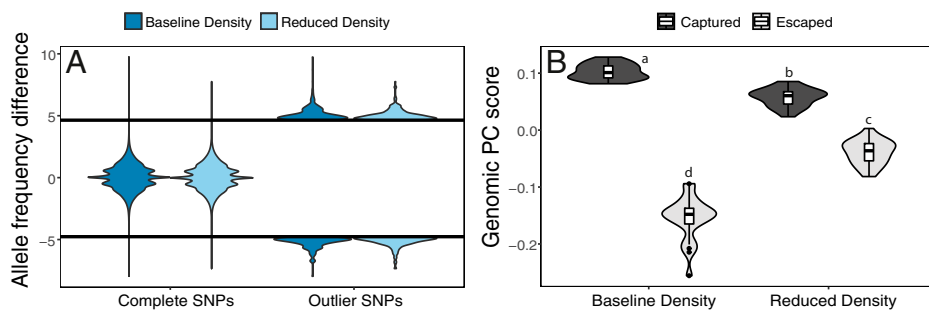 Baseline Density Reduced Density
Captured Escaped
A
Allele frequency difference
10
5
0
−5
Complete SNPs Outlier SNPs
B
Genomic PC score
0.1
0.0
−0.1
−0.2
a
b
c
d
Baseline Density Reduced Density